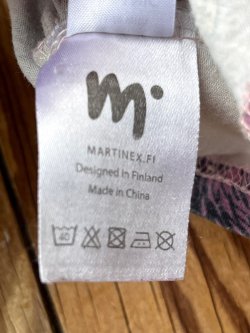 m
MARTINEX.FI
Designed in Finland
Made in China
40